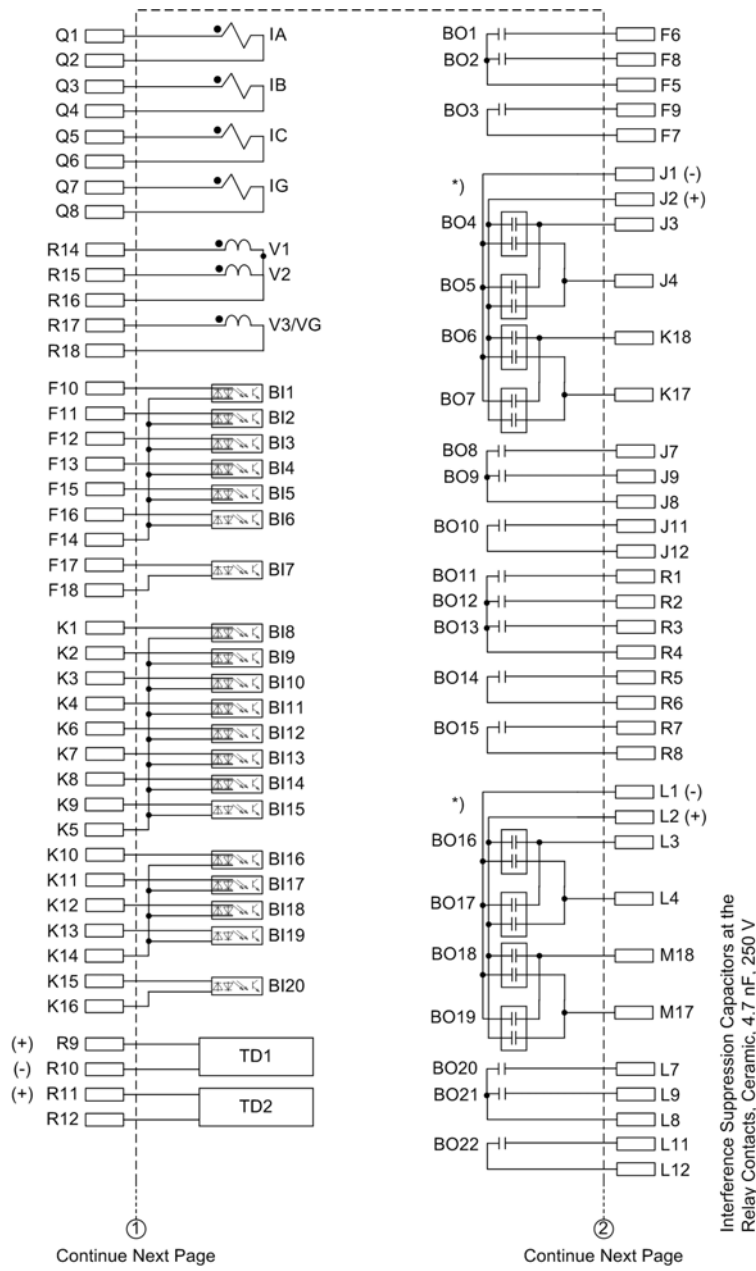 Q1 IA
Q2
Q3 IB
Q4
Q5 IC
Q6
Q7 IG
Q8
R14 V1
R15 V2
R16
R17 V3/VG
R18
F10 BI1
F11 BI2
F12 BI3
F13 BI4
F15 BI5
F16 BI6
F14
F17 BI7
F18
K1 BI8
K2 BI9
K3 BI10
K4 BI11
K6 BI12
K7 BI13
K8 BI14
K9 BI15
K5
K10 BI16
K11 BI17
K12 BI18
K13 BI19
K14
K15 BI20
K16
(+) R9 TD1
(-) R10
(+) R11 TD2
R12
1
Continue Next Page
BO1 F6
BO2 F8
F5
BO3 F9
F7
J1 (-)
*)
J2 (+)
BO4 J3
BO5 J4
BO6 K18
BO7 K17
BO8 J7
BO9 J9
J8
BO10 J11
J12
BO11 R1
BO12 R2
BO13 R3
R4
BO14 R5
R6
BO15 R7
R8
L1 (-)
*)
L2 (+)
BO16 L3
BO17 L4
BO18 M18
BO19 M17
BO20 L7
BO21 L9
L8
BO22 L11
L12
2
Continue Next Page
Interference Suppression Capacitors at the
Relay Contacts, Ceramic, 4.7 nF, 250 V